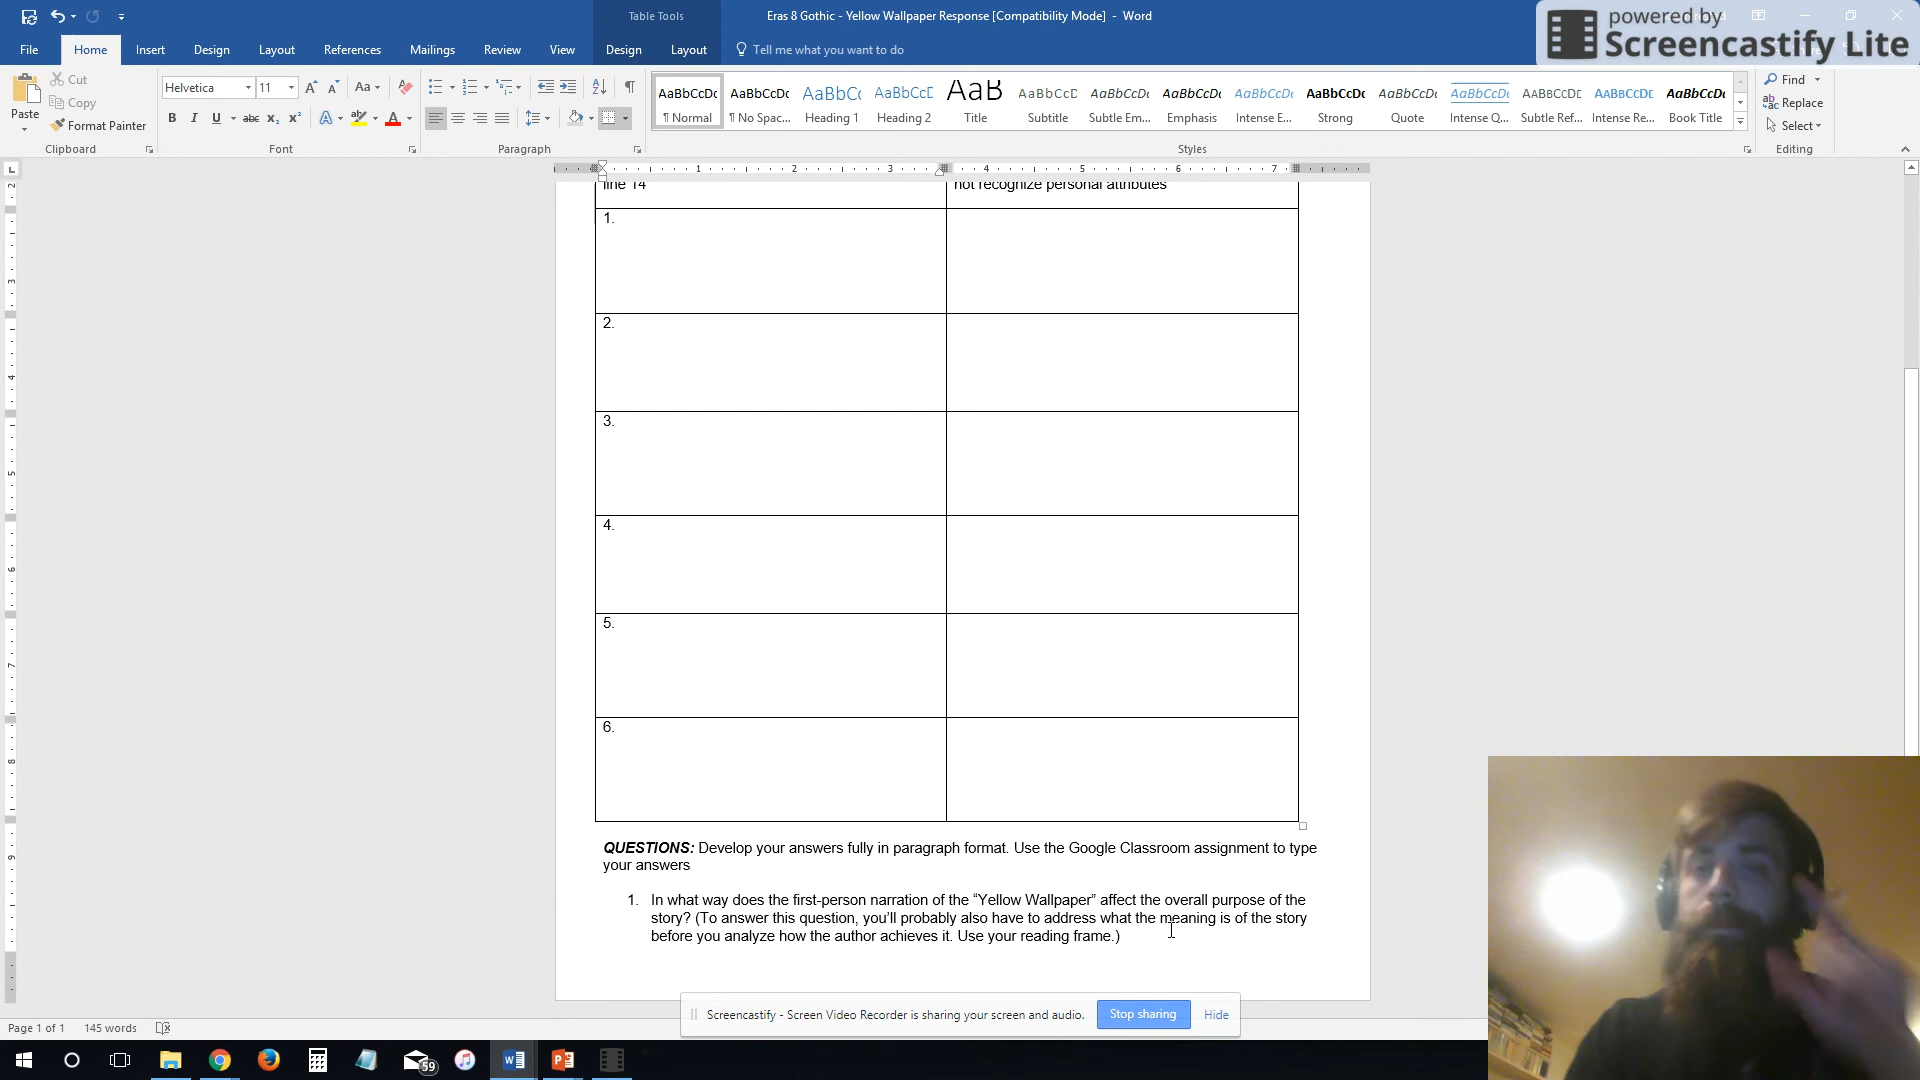 Table Tools
Eras 8 Gothic - Yellow Wallpaper Response [Compatibility Mode] - Word
powered by
Screencastify Lite
File Home Insert Design Layout References Mailings Review View Design Layout Tell me what you want to do
Paste
Cut
Copy
Format Painter
Clipboard
Helvetica 11
Font
Paragraph
AaBbCcDc AaBbCcDc AaBbC( AaBbCcD AaB AaBbCcD AaBbCcDc AaBbCcDc AaBbCcDc AaBbCcDc AaBbCcDc AaBbCcDc AABBCCDE AABBCCDE AaBbCcDc
¶ Normal ¶ No Spac... Heading 1 Heading 2 Title Subtitle Subtle Em... Emphasis Intense E... Strong Quote Intense Q... Subtle Ref... Intense Re... Book Title
Styles
Find
Replace
Select
Editing
1 2 3 4 5 6 7
line 14
not recognize personal attributes
1.
2.
3.
4.
5.
6.
QUESTIONS: Develop your answers fully in paragraph format. Use the Google Classroom assignment to type
your answers
1. In what way does the first-person narration of the “Yellow Wallpaper” affect the overall purpose of the
story? (To answer this question, you’ll probably also have to address what the meaning is of the story
before you analyze how the author achieves it. Use your reading frame.)
Screencastify - Screen Video Recorder is sharing your screen and audio. Stop sharing Hide
Page 1 of 1 145 words
59